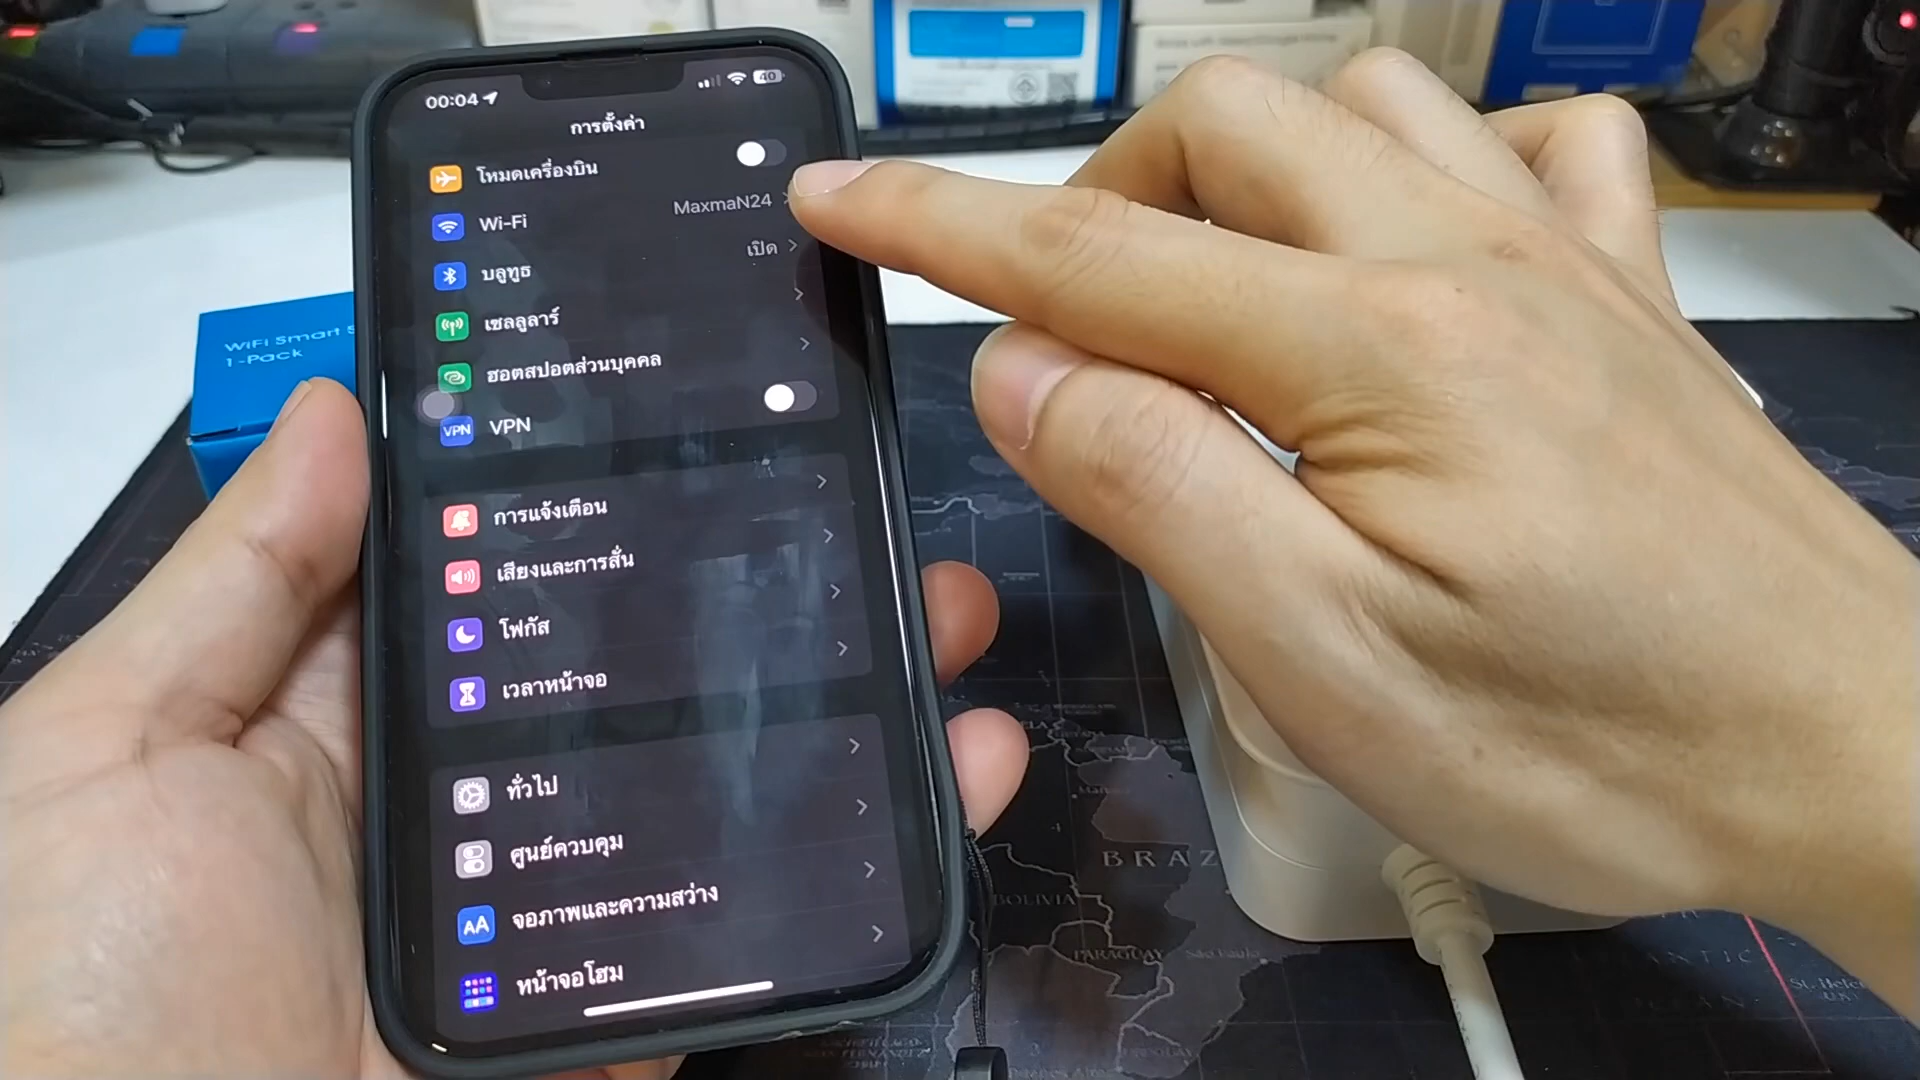 00:04
40
การตั้งค่า
โหมดเครื่องบิน
Wi-Fi
MaxmaN24
บลูทูธ
เปิด
เซลลูลาร์
ฮอตสปอตส่วนบุคคล
VPN VPN
การแจ้งเตือน
เสียงและการสั่น
โฟกัส
เวลาหน้าจอ
ทั่วไป
ศูนย์ควบคุม
AA จอภาพและความสว่าง
หน้าจอโฮม
WiFi Smart
1-Pack
BRAZ
BOLIVIA
PARAGUAY